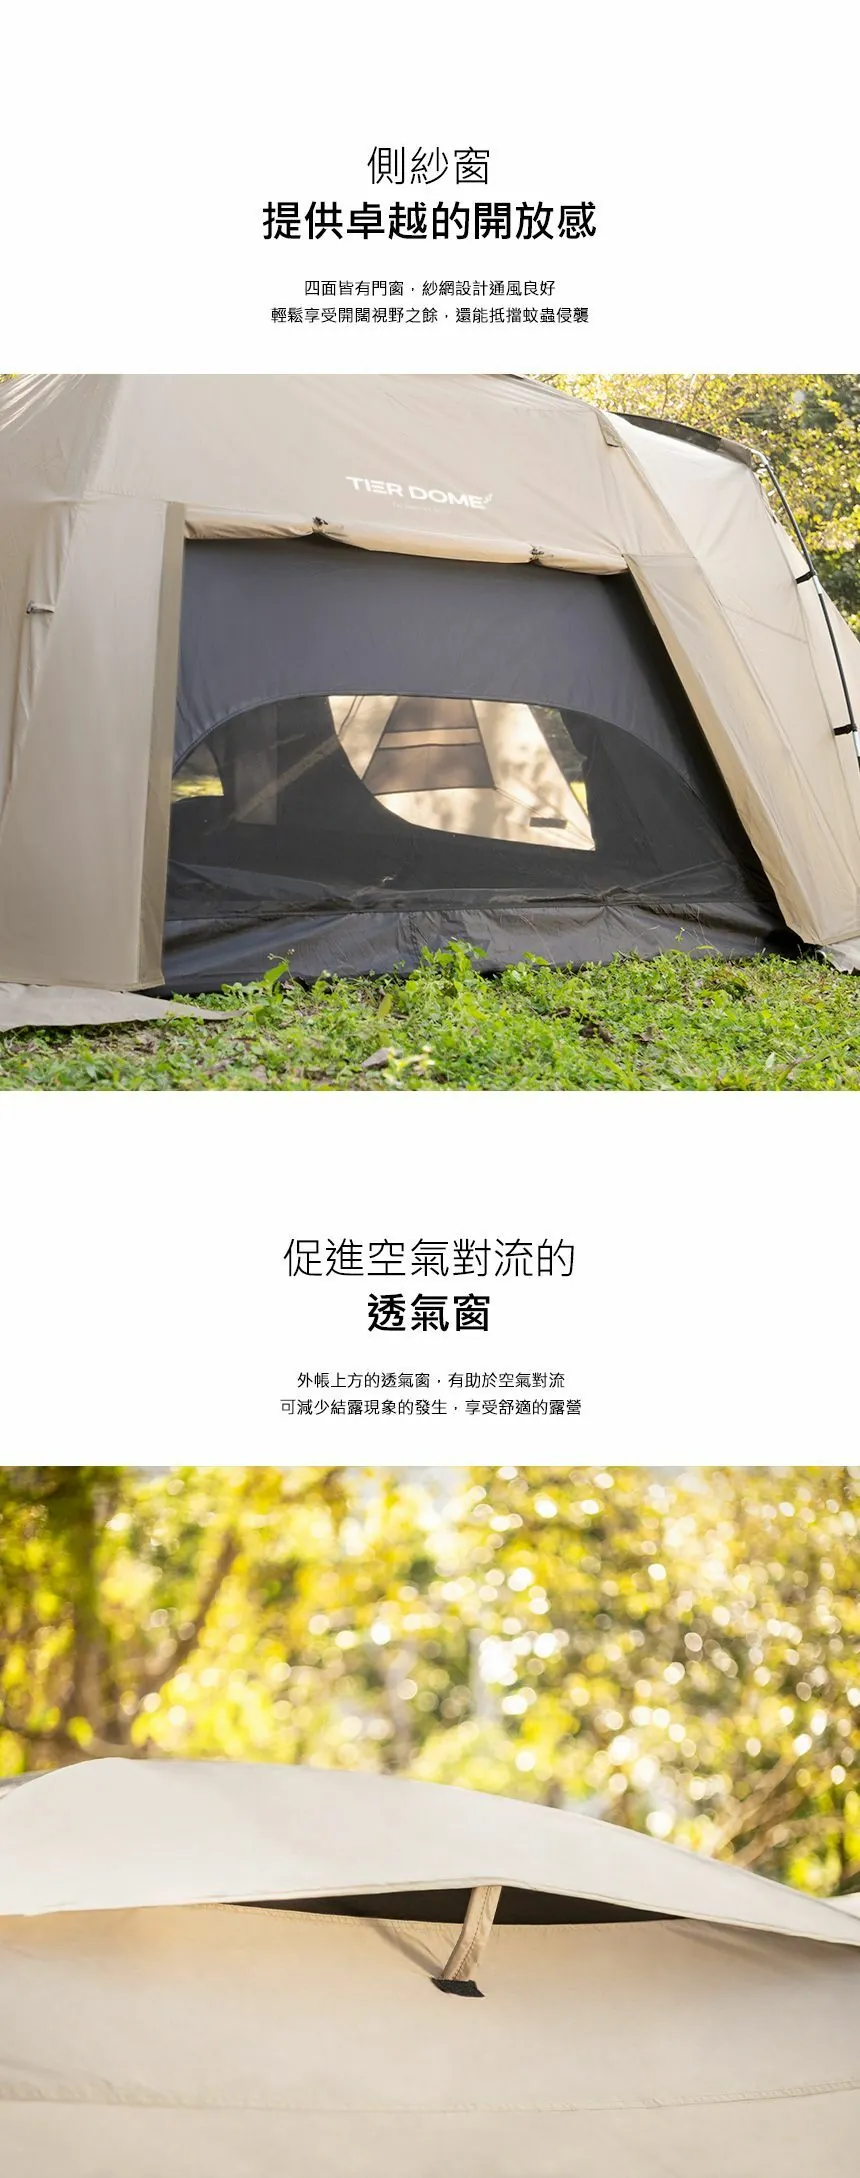 側紗窗
提供卓越的開放感
四面皆有門窗，紗網設計通風良好
輕鬆享受開闊視野之餘，還能抵擋蚊蟲侵襲
TIER DOME
促進空氣對流的
透氣窗
外帳上方的透氣窗，有助於空氣對流
可減少結露現象的發生，享受舒適的露營